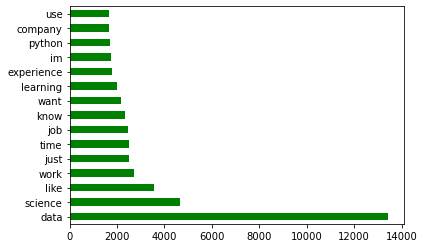 use
company
python
im
experience
learning
want
know
job
time
just
work
like
science
data
0 2000 4000 6000 8000 10000 12000 14000